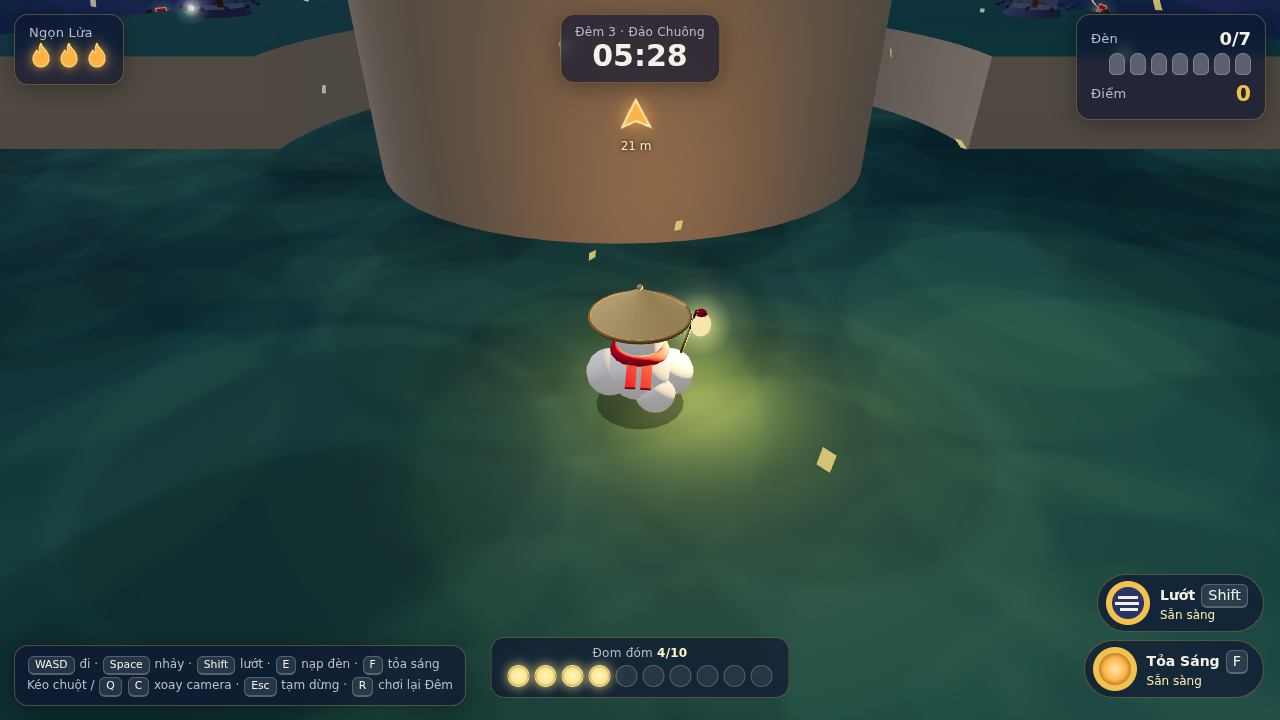 Ngọn Lửa
Đêm 3 · Đảo Chuông
05:28
21 m
Đèn 0/7
Điểm 0
Lướt Shift
Sẵn sàng
Tỏa Sáng F
Sẵn sàng
Đom đóm 4/10
WASD đi · Space nhảy · Shift lướt · E nạp đèn · F tỏa sáng
Kéo chuột / Q C xoay camera · Esc tạm dừng · R chơi lại Đêm